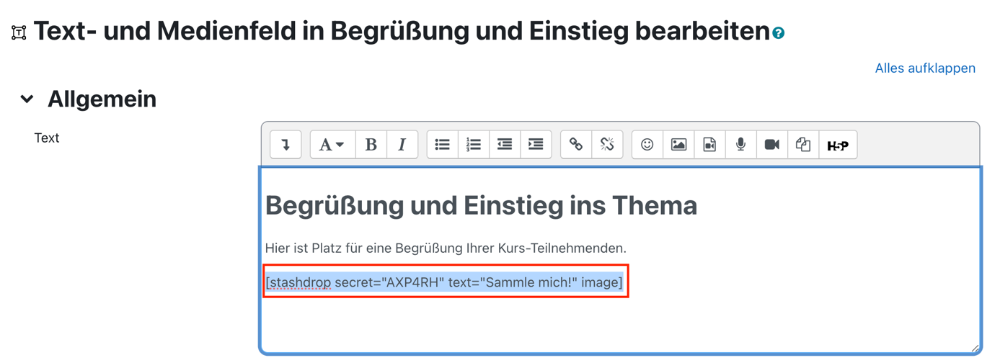 Text- und Medienfeld in Begrüßung und Einstieg bearbeiten
Alles aufklappen
Allgemein
Text
A B I H5P
Begrüßung und Einstieg ins Thema
Hier ist Platz für eine Begrüßung Ihrer Kurs-Teilnehmenden.
[stashdrop secret="AXP4RH" text="Sammle mich!" image]